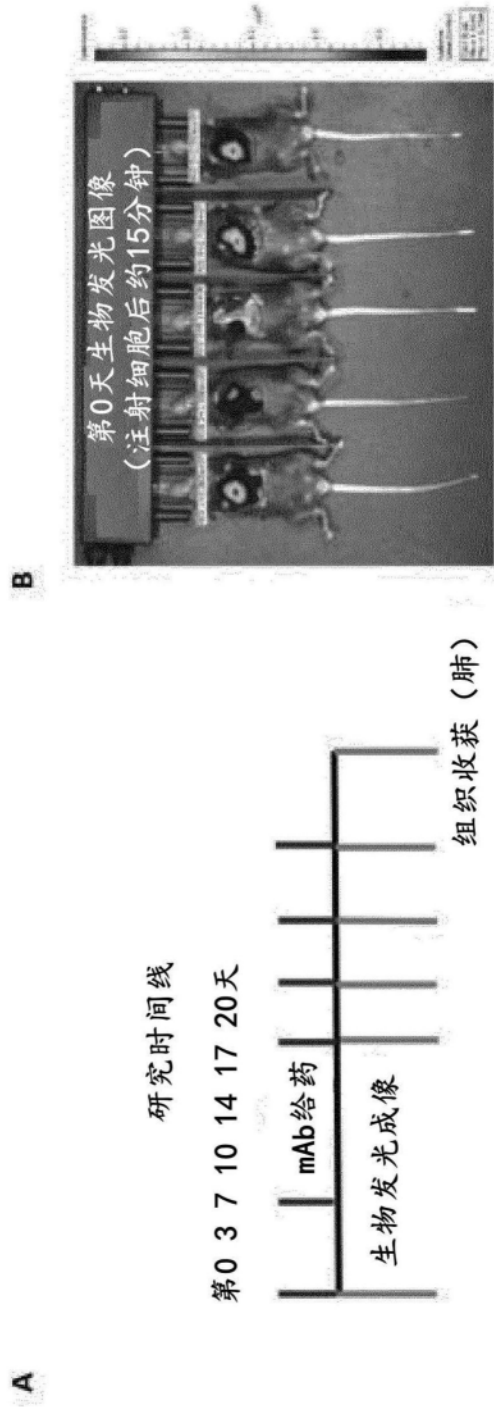 A
研究时间线
第0 3 7 10 14 17 20天
mAb给药
生物发光成像
组织收获（肺）
B
第0天生物发光图像
（注射细胞后约15分钟）